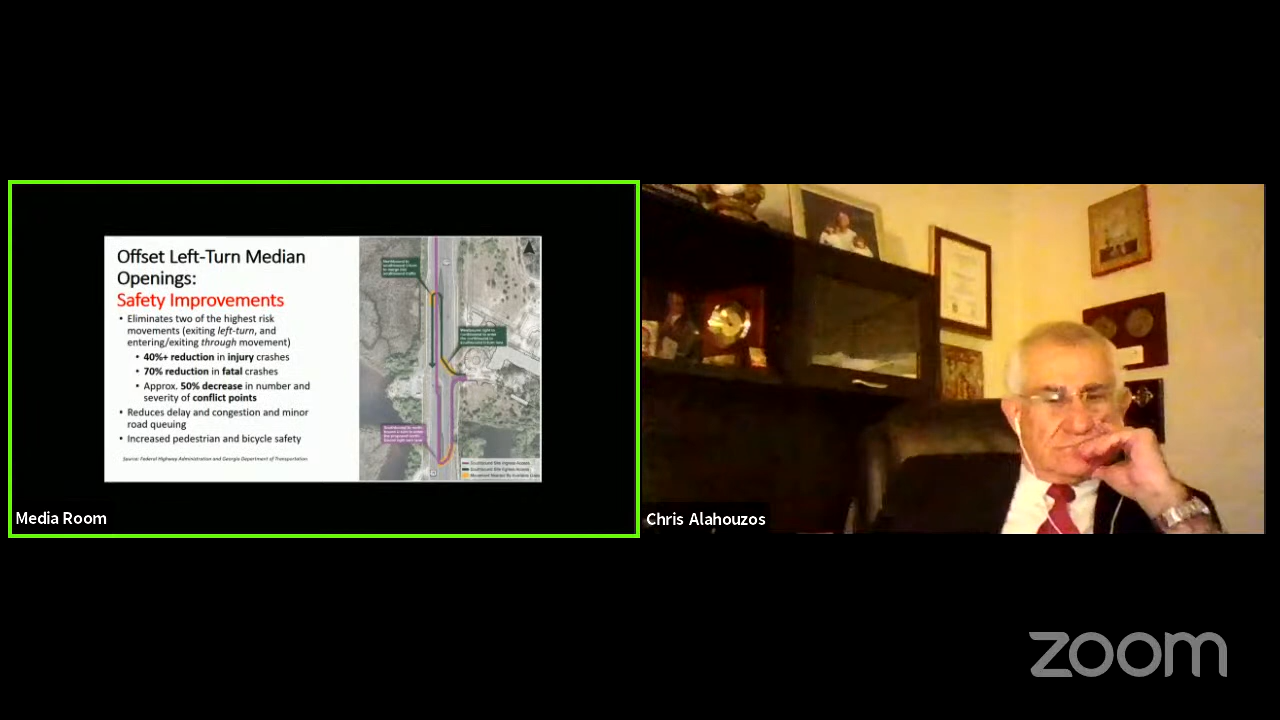 Offset Left-Turn Median
Openings:
Safety Improvements
• Eliminates two of the highest risk
movements (exiting left-turn, and
entering/exiting through movement)
• 40%+ reduction in injury crashes
• 70% reduction in fatal crashes
• Approx. 50% decrease in number and
severity of conflict points
• Reduces delay and congestion and minor
road queuing
• Increased pedestrian and bicycle safety
Source: Federal Highway Administration and Georgia Department of Transportation
Media Room
Chris Alahouzos
zoom